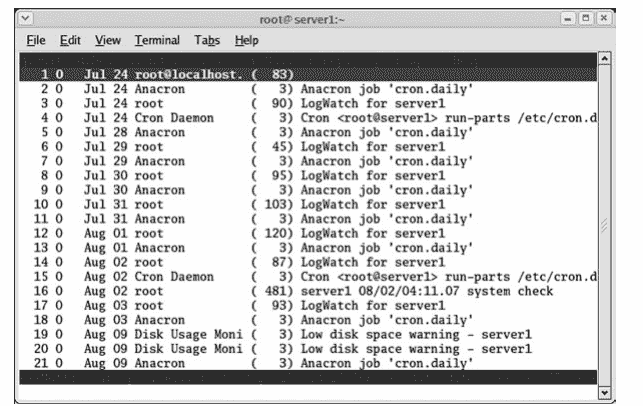 root@server1:~
File Edit View Terminal Tabs Help
1 O Jul 24 root@localhost. ( 83)
2 O Jul 24 Anacron ( 3) Anacron job 'cron.daily'
3 O Jul 24 root ( 90) LogWatch for server1
4 O Jul 24 Cron Daemon ( 3) Cron <root@server1> run-parts /etc/cron.d
5 O Jul 28 Anacron ( 3) Anacron job 'cron.daily'
6 O Jul 29 root ( 45) LogWatch for server1
7 O Jul 29 Anacron ( 3) Anacron job 'cron.daily'
8 O Jul 30 root ( 95) LogWatch for server1
9 O Jul 30 Anacron ( 3) Anacron job 'cron.daily'
10 O Jul 31 root ( 103) LogWatch for server1
11 O Jul 31 Anacron ( 3) Anacron job 'cron.daily'
12 O Aug 01 root ( 120) LogWatch for server1
13 O Aug 01 Anacron ( 3) Anacron job 'cron.daily'
14 O Aug 02 root ( 87) LogWatch for server1
15 O Aug 02 Cron Daemon ( 3) Cron <root@server1> run-parts /etc/cron.d
16 O Aug 02 root ( 481) server1 08/02/04:11.07 system check
17 O Aug 03 root ( 93) LogWatch for server1
18 O Aug 03 Anacron ( 3) Anacron job 'cron.daily'
19 O Aug 09 Disk Usage Moni ( 3) Low disk space warning - server1
20 O Aug 09 Disk Usage Moni ( 3) Low disk space warning - server1
21 O Aug 09 Anacron ( 3) Anacron job 'cron.daily'